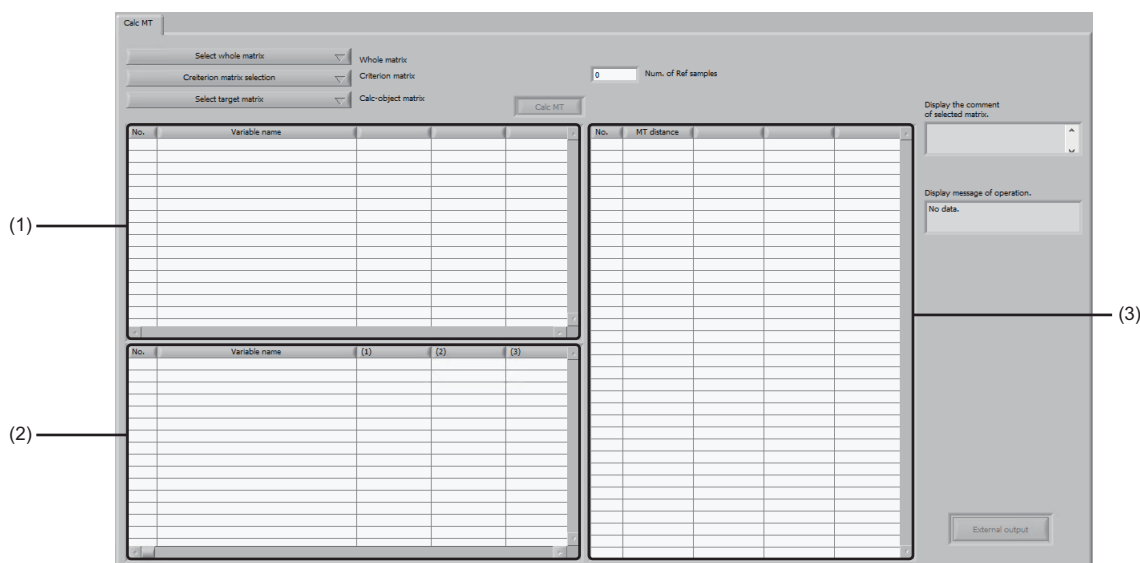 Calc MT
Select whole matrix
Whole matrix
Creiterion matrix selection
Criterion matrix
0
Num. of Ref samples
Select target matrix
Calc-object matrix
Calc MT
Display the comment
of selected matrix.
No.
Variable name
No.
MT distance
Display message of operation.
No data.
(1)
(3)
No.
Variable name
(1)
(2)
(3)
(2)
External output